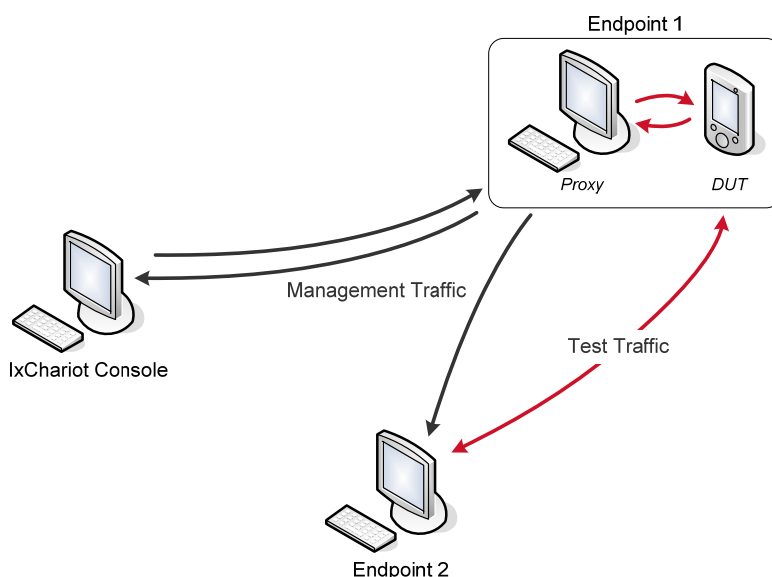 Endpoint 1
Proxy
DUT
Management Traffic
Test Traffic
IxChariot Console
Endpoint 2